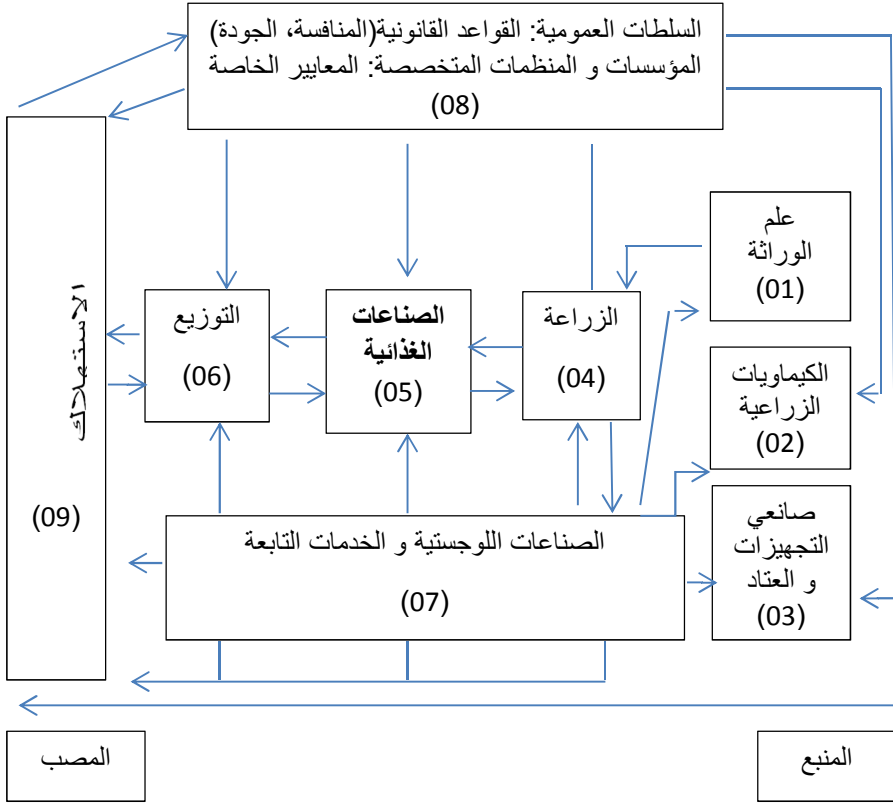 السلطات العمومية: القواعد القانونية(المنافسة، الجودة)
المؤسسات و المنظمات المتخصصة: المعايير الخاصة
(08)
علم
الوراثة
(01)
الزراعة
(04)
الصناعات
الغذائية
(05)
التوزيع
(06)
الاستهلاك
(09)
الكيماويات
الزراعية
(02)
صانعي
التجهيزات
و العتاد
(03)
الصناعات اللوجستية و الخدمات التابعة
(07)
المنبع
المصب